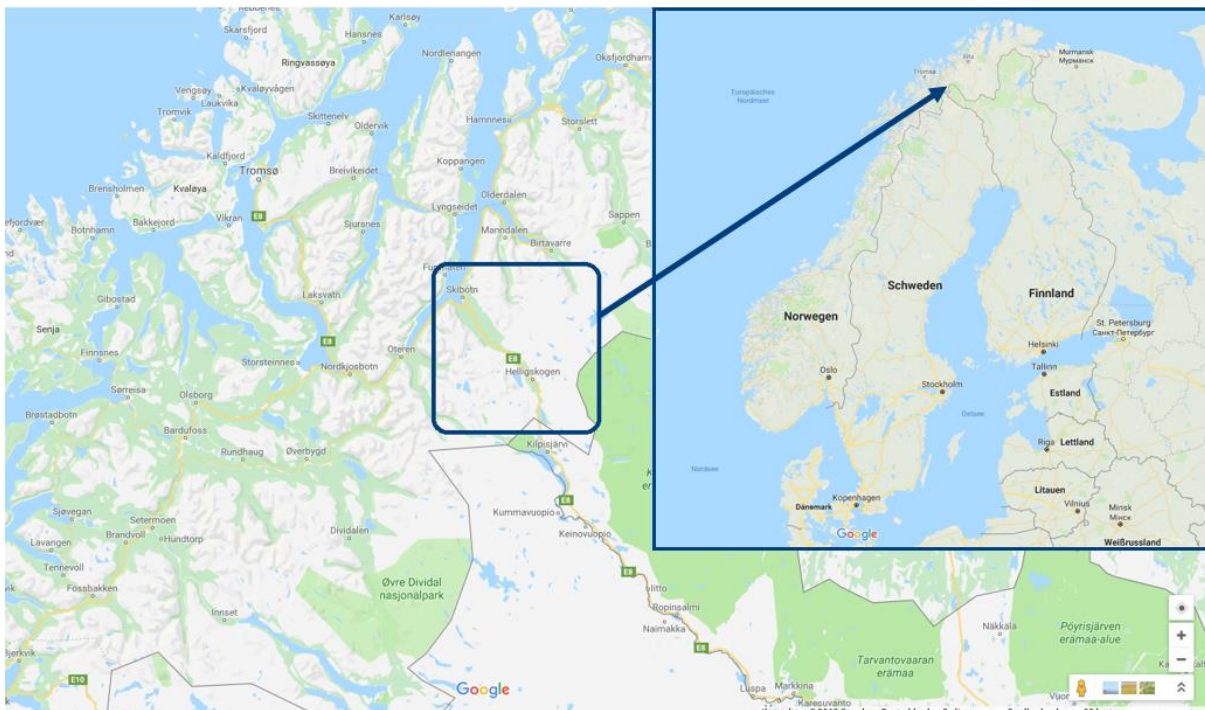 Karlsøy
Skarsfjord
Hansnes
Nordlenangen
Ringvassøya
Oksfjordhamn
Vengsøy
Kvaløyvågen
Laukvika
Tromvik
Skittenelv
Oldervik
Hamnnesa
Storslett
Kaldfjord
Tromsø
Breivikeidet
Koppangen
Brensholmen
Kvaløya
Olderdalen
Lyngseidet
Botnhamn
Bakkejord
Vikran
E8
Sjursnes
Manndalen
Sappen
Birtavarre
Gibostad
Laksvatn
Skibotn
Senja
Finnsnes
Storsteinnes
Oteren
E8
Nordkjosbotn
Helligskogen
Sørreisa
Olsborg
Brøstadbotn
Bardufoss
Rundhaug
Øverbygd
Kilpisjärvi
E8
Sjøvegan
Setermoen
Kummavuopio
Keinovuopio
Brandvoll
Hundtorp
Dividalen
Lavangen
Tennevoll
Fossbakken
Øvre Dividal
nasjonalpark
E8
Ropinsalmi
Naimakka
Innset
Bjerkvik
E10
E8
Google
Luspa
Markkina
Karesuvanto
Tarvantovaaran
erämaa
Näkkälä
Pöyrisjärven
erämaa-alue
+
−
Europäisches
Nordmeer
Tromsø
Murmansk
Мурманск
Schweden
Finnland
Norwegen
St. Petersburg
Санкт-Петербург
Helsinki
Oslo
Tallinn
Stockholm
Estland
Ostsee
Riga
Lettland
Nordsee
Litauen
Dänemark
Kopenhagen
Vilnius
Minsk
Мінск
Google
Weißrussland